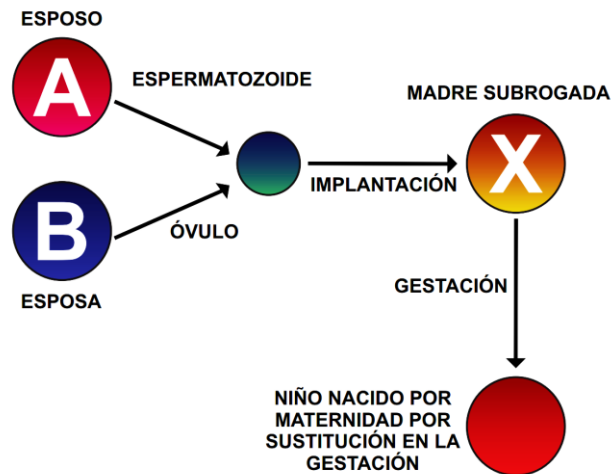 ESPOSO
A
ESPERMATOZOIDE
MADRE SUBROGADA
X
IMPLANTACIÓN
B
ÓVULO
ESPOSA
GESTACIÓN
NIÑO NACIDO POR
MATERNIDAD POR
SUSTITUCIÓN EN LA
GESTACIÓN